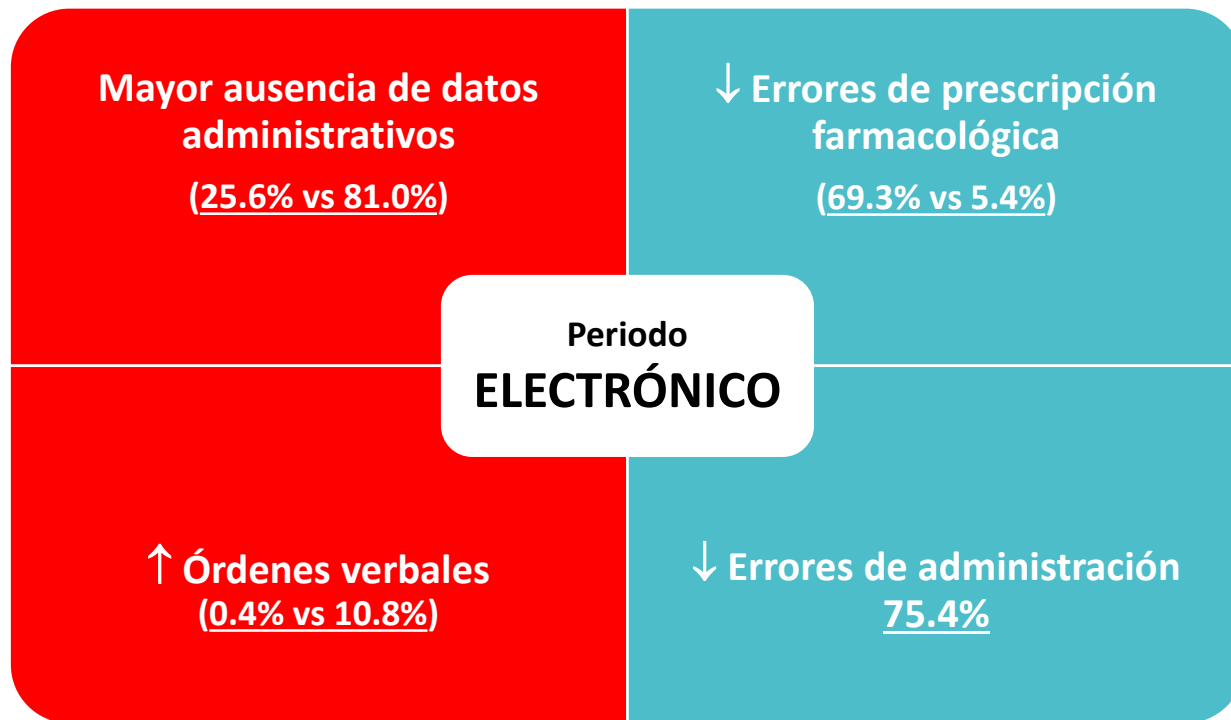 Mayor ausencia de datos
administrativos
(25.6% vs 81.0%)
↓ Errores de prescripción
farmacológica
(69.3% vs 5.4%)
Periodo
ELECTRÓNICO
↑ Órdenes verbales
(0.4% vs 10.8%)
↓ Errores de administración
75.4%